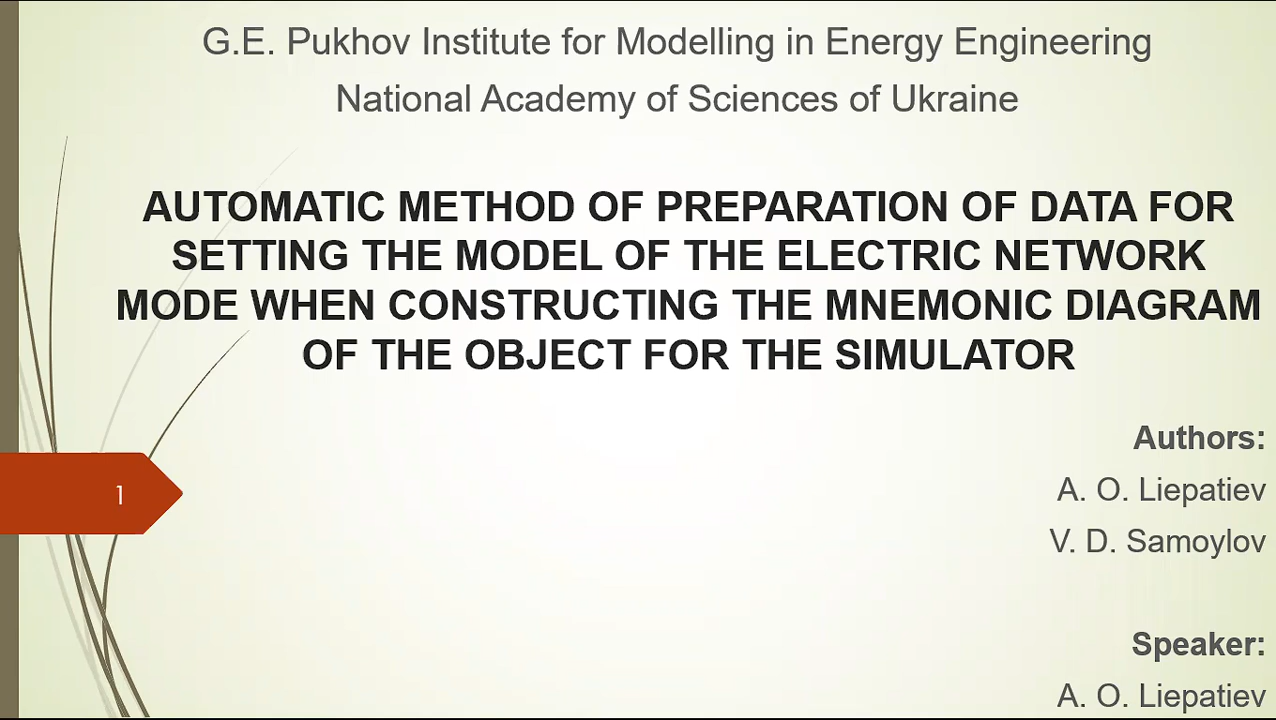 G.E. Pukhov Institute for Modelling in Energy Engineering
National Academy of Sciences of Ukraine
AUTOMATIC METHOD OF PREPARATION OF DATA FOR
SETTING THE MODEL OF THE ELECTRIC NETWORK
MODE WHEN CONSTRUCTING THE MNEMONIC DIAGRAM
OF THE OBJECT FOR THE SIMULATOR
Authors:
A. O. Liepatiev
1
V. D. Samoylov
Speaker:
A. O. Liepatiev